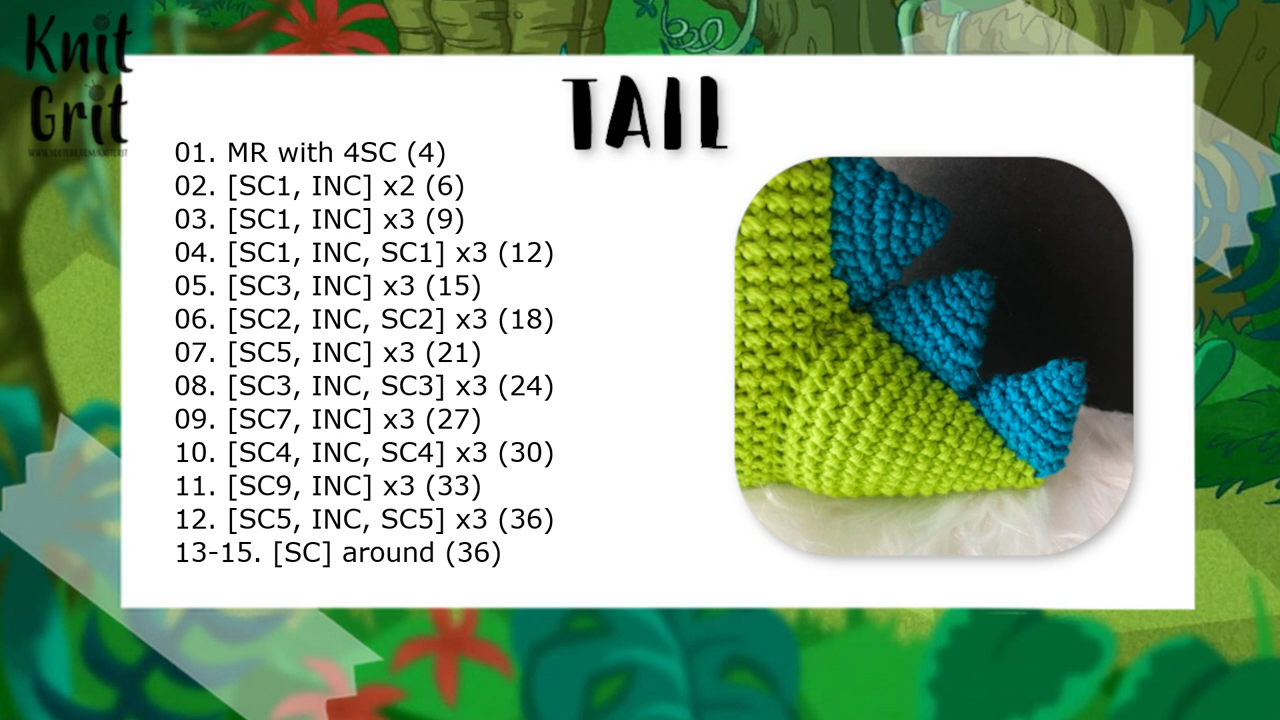 Knit
Grit
TAIL
01. MR with 4SC (4)
02. [SC1, INC] x2 (6)
03. [SC1, INC] x3 (9)
04. [SC1, INC, SC1] x3 (12)
05. [SC3, INC] x3 (15)
06. [SC2, INC, SC2] x3 (18)
07. [SC5, INC] x3 (21)
08. [SC3, INC, SC3] x3 (24)
09. [SC7, INC] x3 (27)
10. [SC4, INC, SC4] x3 (30)
11. [SC9, INC] x3 (33)
12. [SC5, INC, SC5] x3 (36)
13-15. [SC] around (36)